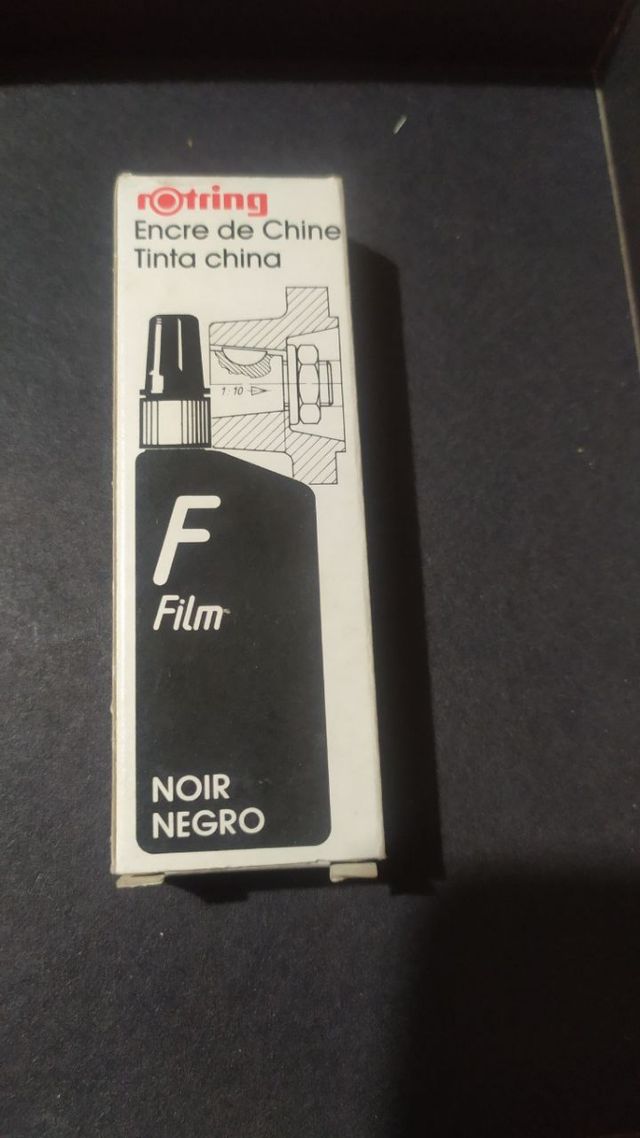 rotring
Encre de Chine
Tinta china
1:10
F
Film
NOIR
NEGRO